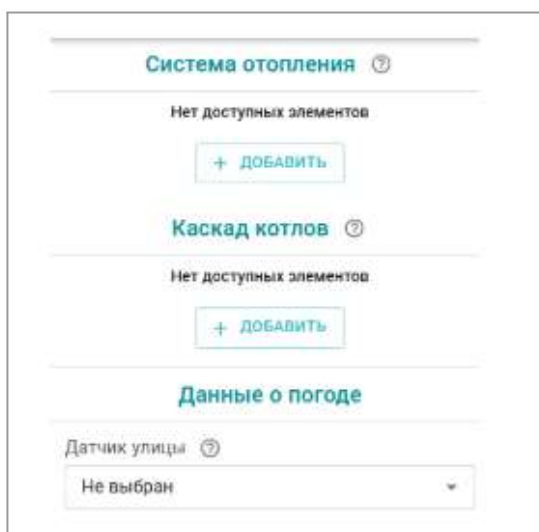 Система отопления
Нет доступных элементов
+ ДОБАВИТЬ
Каскад котлов
Нет доступных элементов
+ ДОБАВИТЬ
Данные о погоде
Датчик улицы
Не выбран